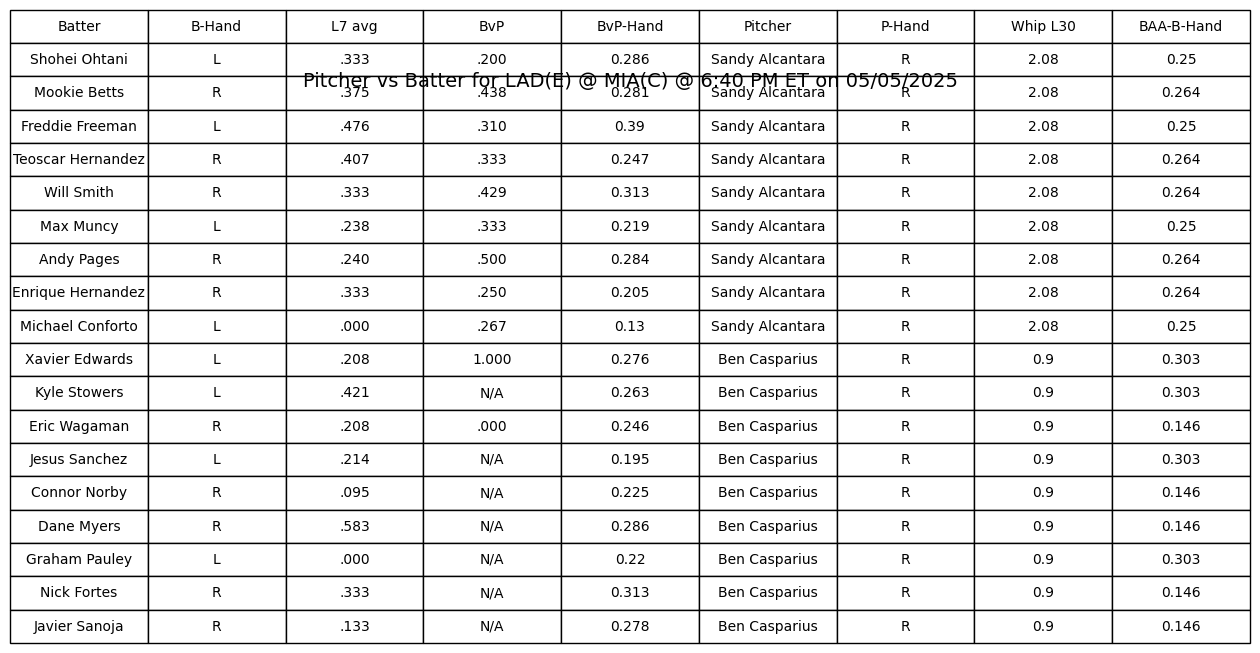 Batter B-Hand L7 avg BvP BvP-Hand Pitcher P-Hand Whip L30 BAA-B-Hand
Shohei Ohtani L .333 .200 0.286 Sandy Alcantara R 2.08 0.25
Pitcher vs Batter for LAD(E) @ MIA(C) @ 6:40 PM ET on 05/05/2025
Mookie Betts R .375 .438 0.281 Sandy Alcantara R 2.08 0.264
Freddie Freeman L .476 .310 0.39 Sandy Alcantara R 2.08 0.25
Teoscar Hernandez R .407 .333 0.247 Sandy Alcantara R 2.08 0.264
Will Smith R .333 .429 0.313 Sandy Alcantara R 2.08 0.264
Max Muncy L .238 .333 0.219 Sandy Alcantara R 2.08 0.25
Andy Pages R .240 .500 0.284 Sandy Alcantara R 2.08 0.264
Enrique Hernandez R .333 .250 0.205 Sandy Alcantara R 2.08 0.264
Michael Conforto L .000 .267 0.13 Sandy Alcantara R 2.08 0.25
Xavier Edwards L .208 1.000 0.276 Ben Casparius R 0.9 0.303
Kyle Stowers L .421 N/A 0.263 Ben Casparius R 0.9 0.303
Eric Wagaman R .208 .000 0.246 Ben Casparius R 0.9 0.146
Jesus Sanchez L .214 N/A 0.195 Ben Casparius R 0.9 0.303
Connor Norby R .095 N/A 0.225 Ben Casparius R 0.9 0.146
Dane Myers R .583 N/A 0.286 Ben Casparius R 0.9 0.146
Graham Pauley L .000 N/A 0.22 Ben Casparius R 0.9 0.303
Nick Fortes R .333 N/A 0.313 Ben Casparius R 0.9 0.146
Javier Sanoja R .133 N/A 0.278 Ben Casparius R 0.9 0.146